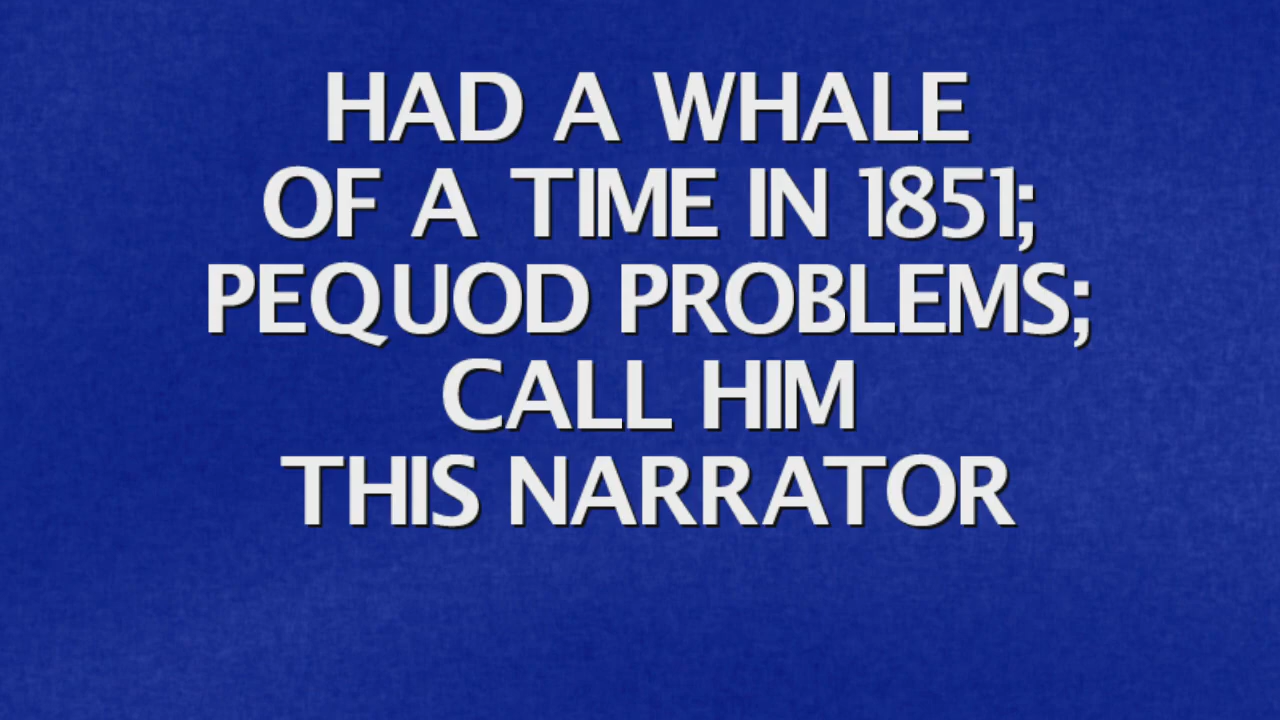 HAD A WHALE
OF A TIME IN 1851;
PEQUOD PROBLEMS;
CALL HIM
THIS NARRATOR